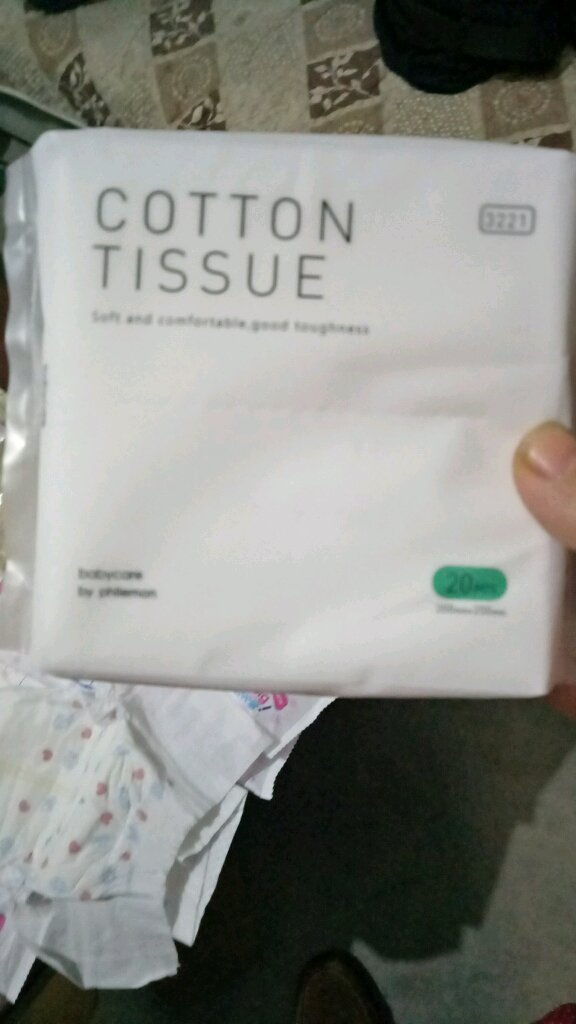 COTTON
TISSUE
3221
Soft and comfortable,good toughness
babycare
by philemon
20